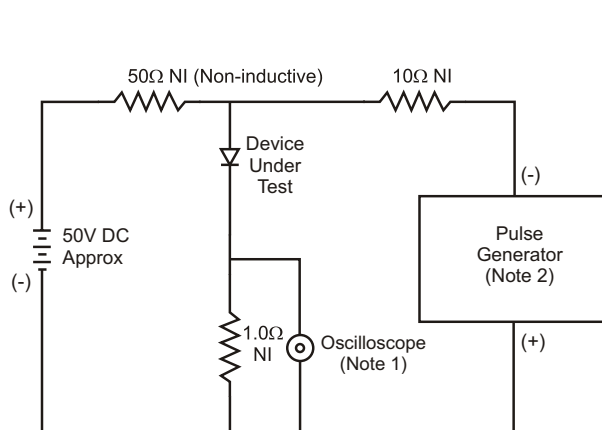 50Ω NI (Non-inductive)
10Ω NI
Device
Under
Test
(-)
(+)
50V DC
Approx
(-)
Pulse
Generator
(Note 2)
1.0Ω
NI
Oscilloscope
(Note 1)
(+)